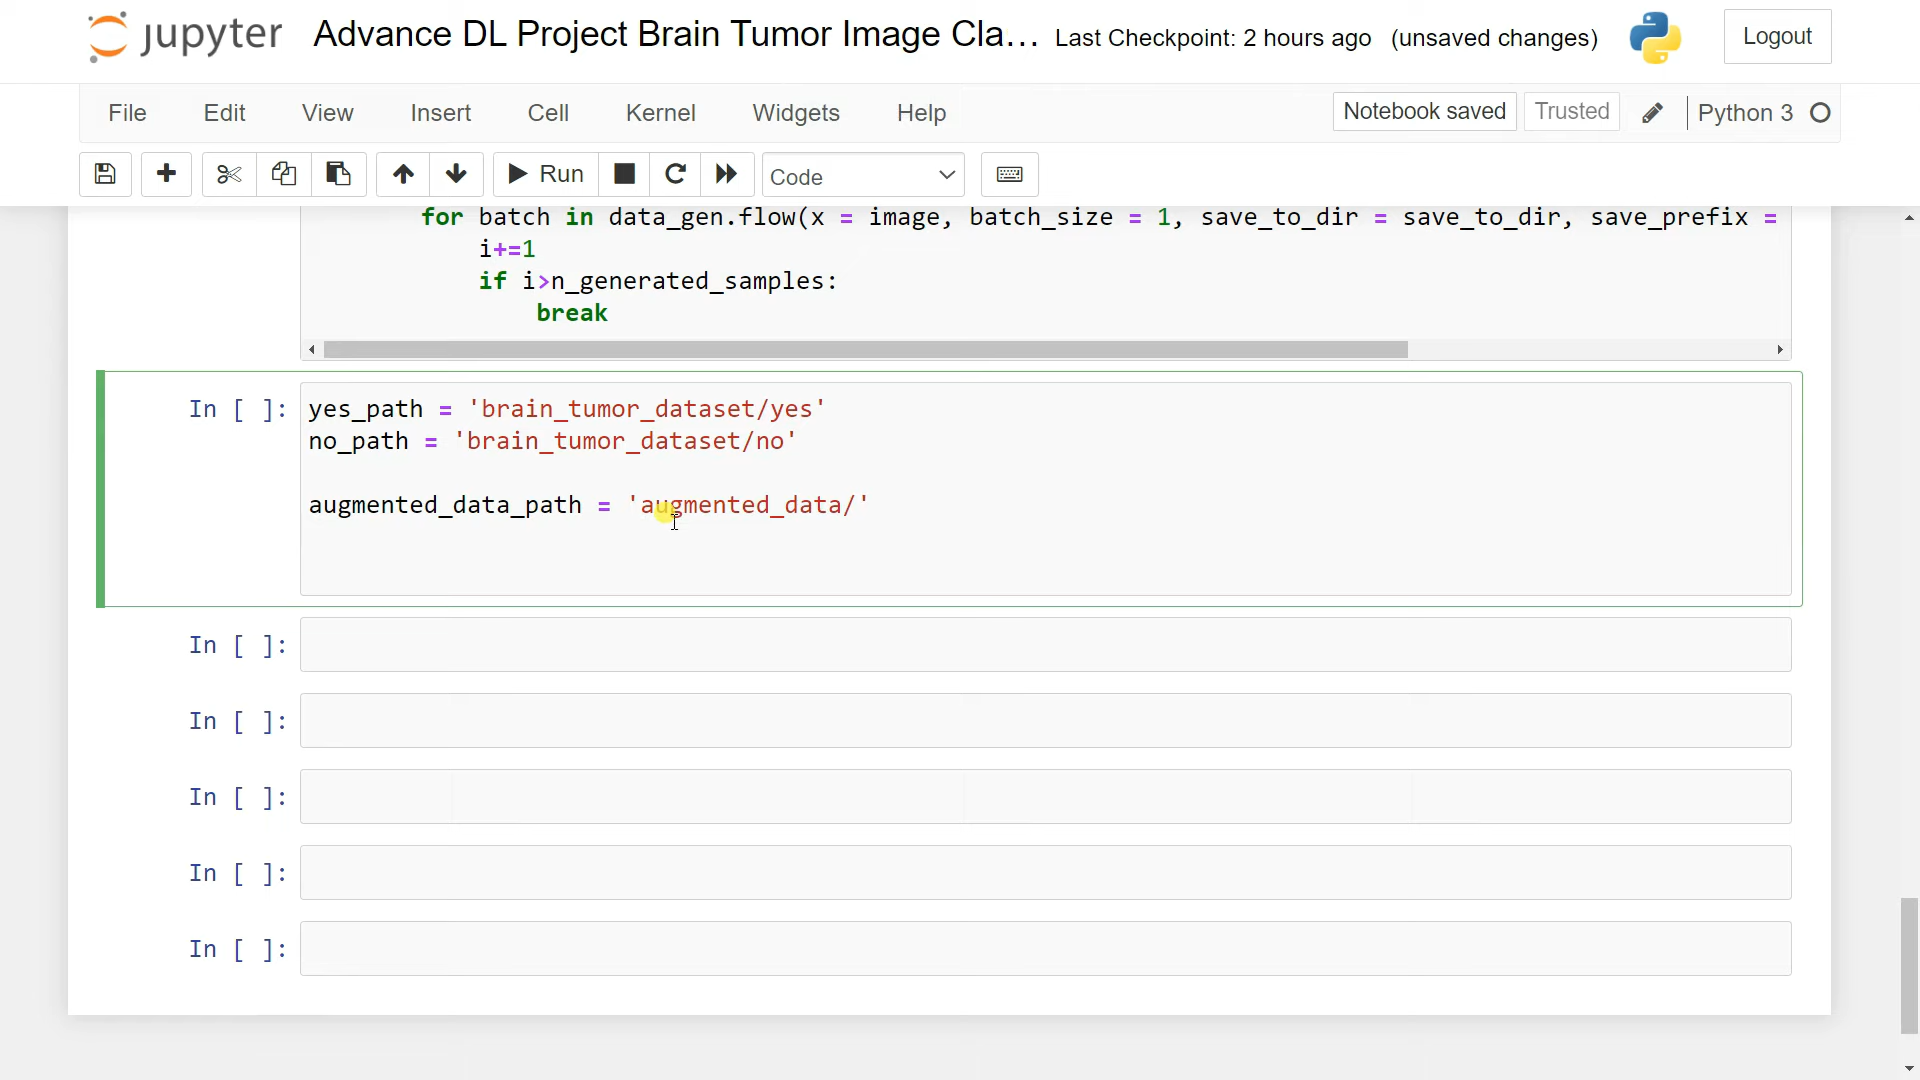 jupyter Advance DL Project Brain Tumor Image Cla... Last Checkpoint: 2 hours ago (unsaved changes) Logout
File Edit View Insert Cell Kernel Widgets Help Notebook saved Trusted Python 3
Run Code
for batch in data_gen.flow(x = image, batch_size = 1, save_to_dir = save_to_dir, save_prefix =
i+=1
if i>n_generated_samples:
break
In [ ]: yes_path = 'brain_tumor_dataset/yes'
no_path = 'brain_tumor_dataset/no'
augmented_data_path = 'augmented_data/'
In [ ]:
In [ ]:
In [ ]:
In [ ]:
In [ ]: